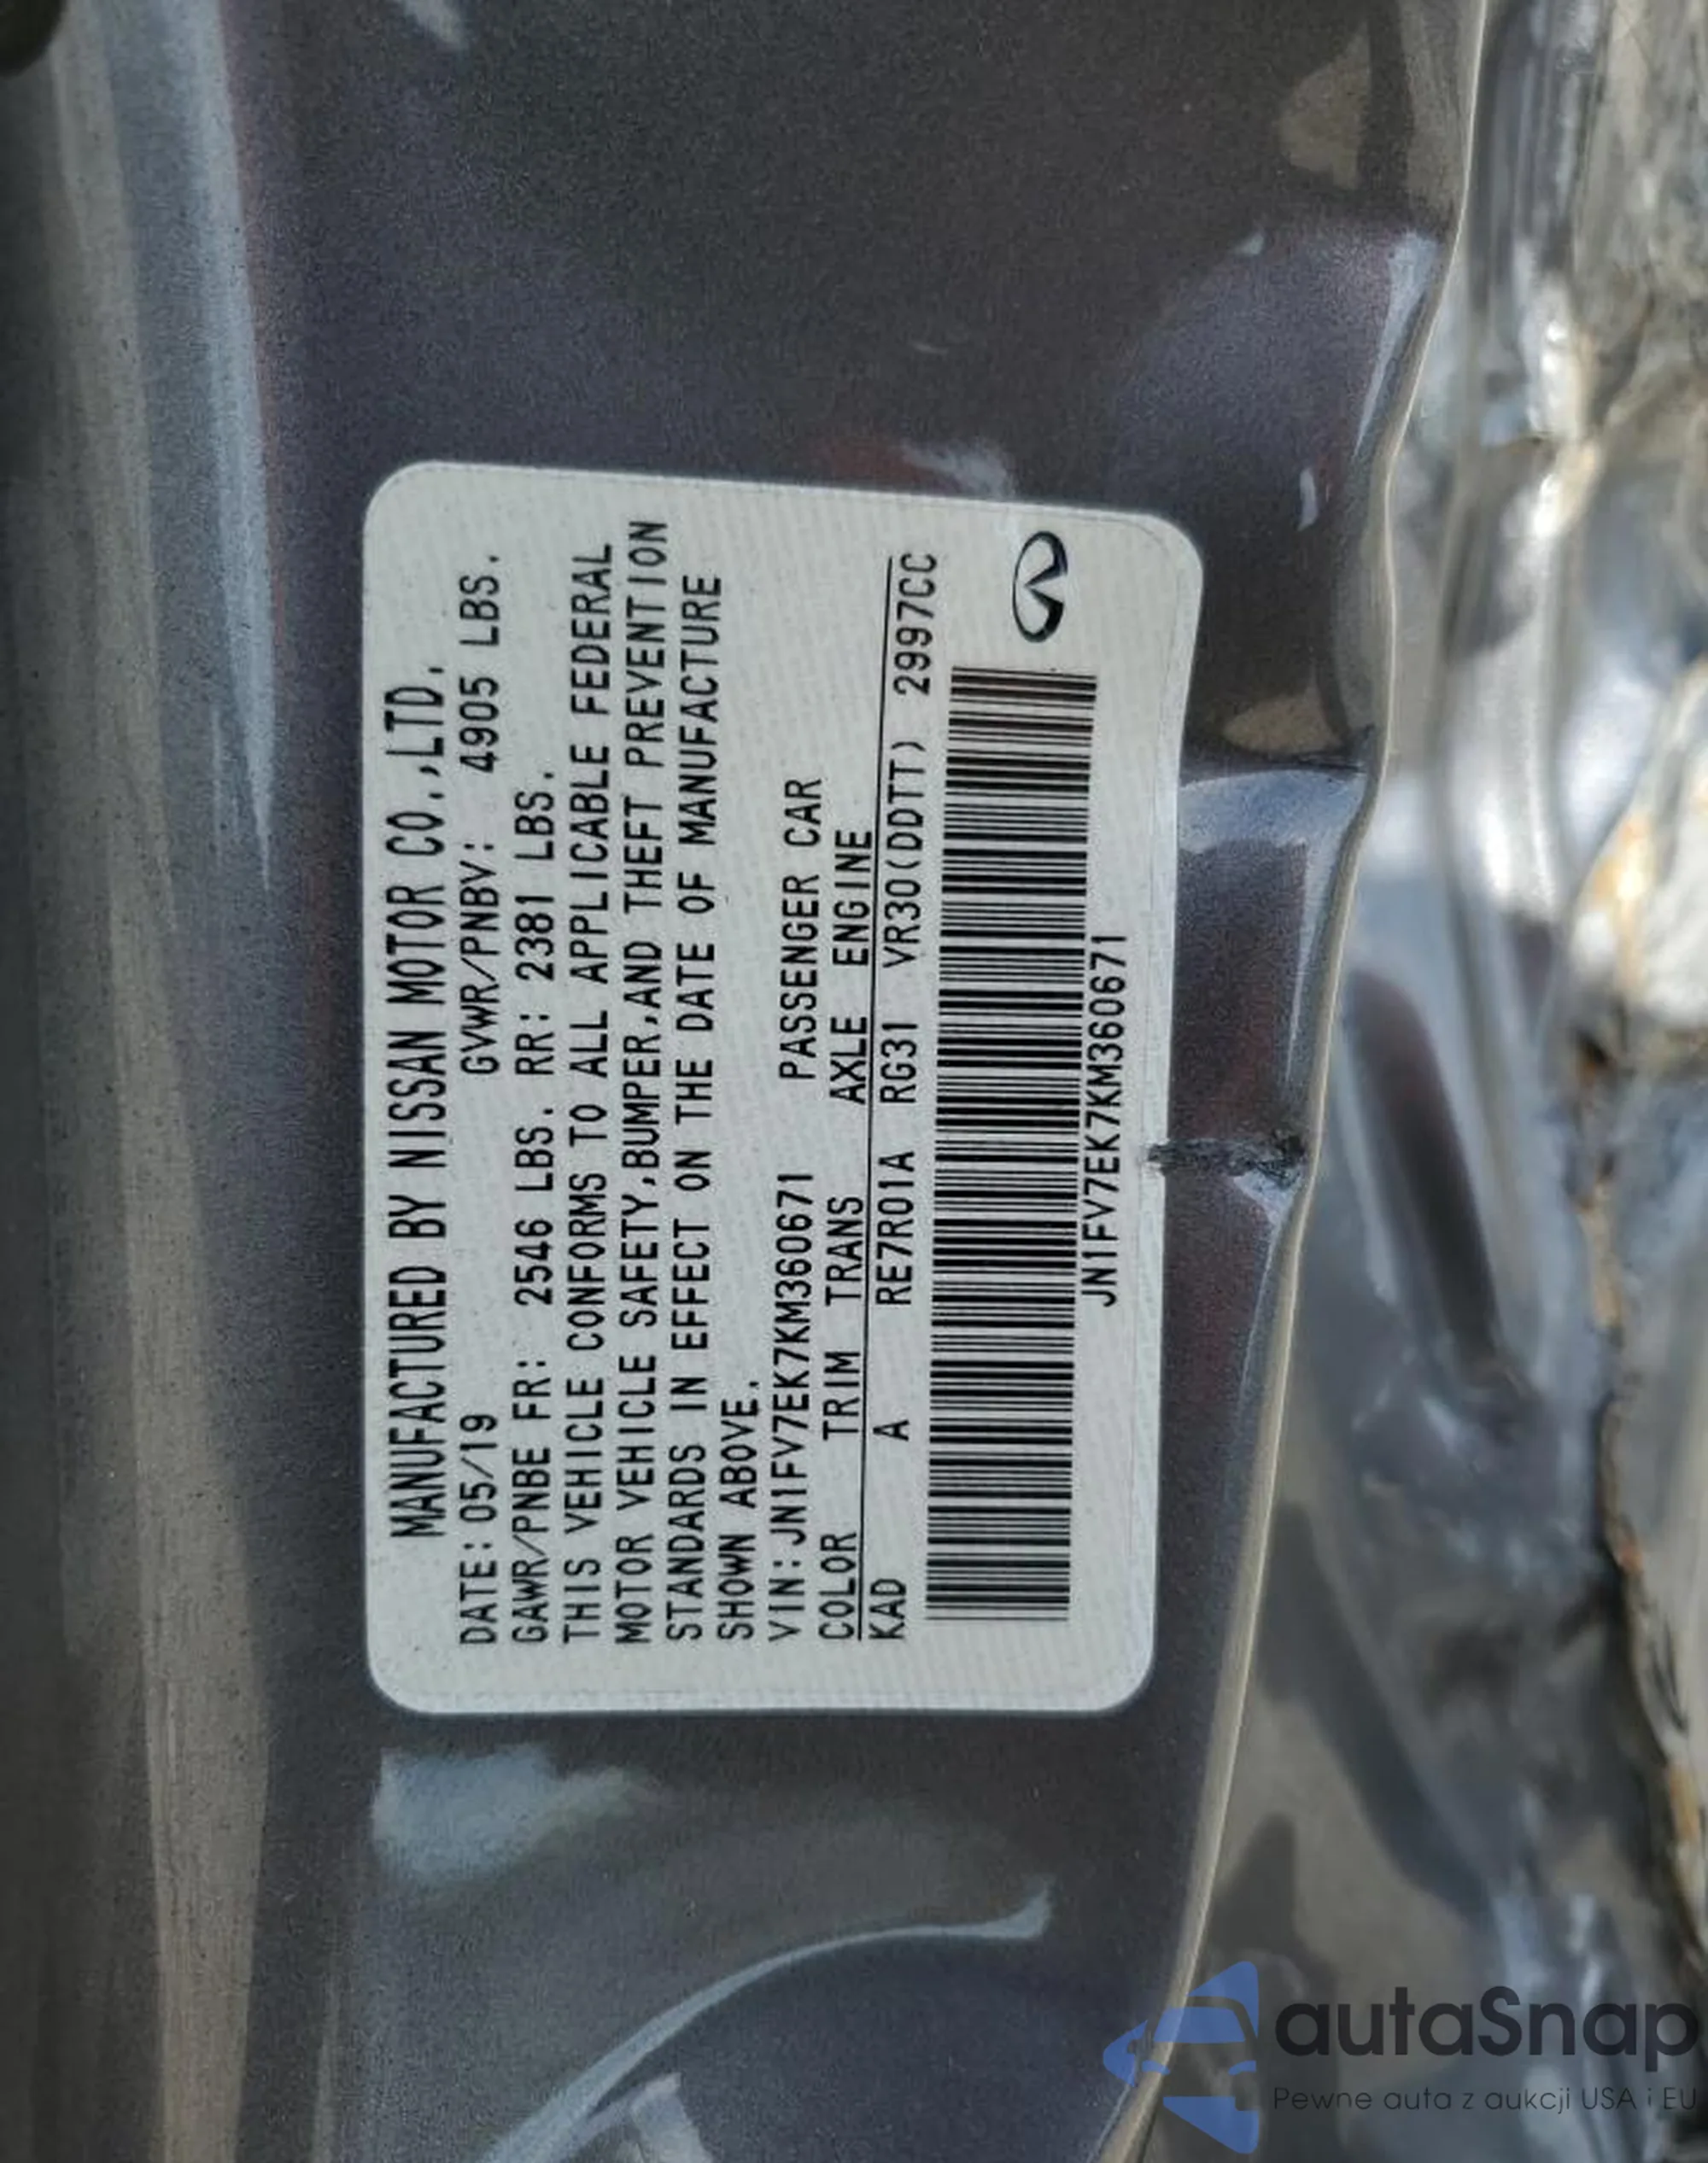 MANUFACTURED BY NISSAN MOTOR CO.,LTD.
DATE: 05/19 GVWR/PNBV: 4905 LBS.
GAWR/PNBE FR: 2546 LBS. RR: 2381 LBS.
THIS VEHICLE CONFORMS TO ALL APPLICABLE FEDERAL
MOTOR VEHICLE SAFETY,BUMPER,AND THEFT PREVENTION
STANDARDS IN EFFECT ON THE DATE OF MANUFACTURE
SHOWN ABOVE.
VIN:JN1FV7EK7KM360671 PASSENGER CAR
COLOR TRIM TRANS AXLE ENGINE
KAD A RE7R01A RG31 VR30(DDTT) 2997CC
JN1FV7EK7KM360671
autaSnap
Pewne auta z aukcji USA i EU